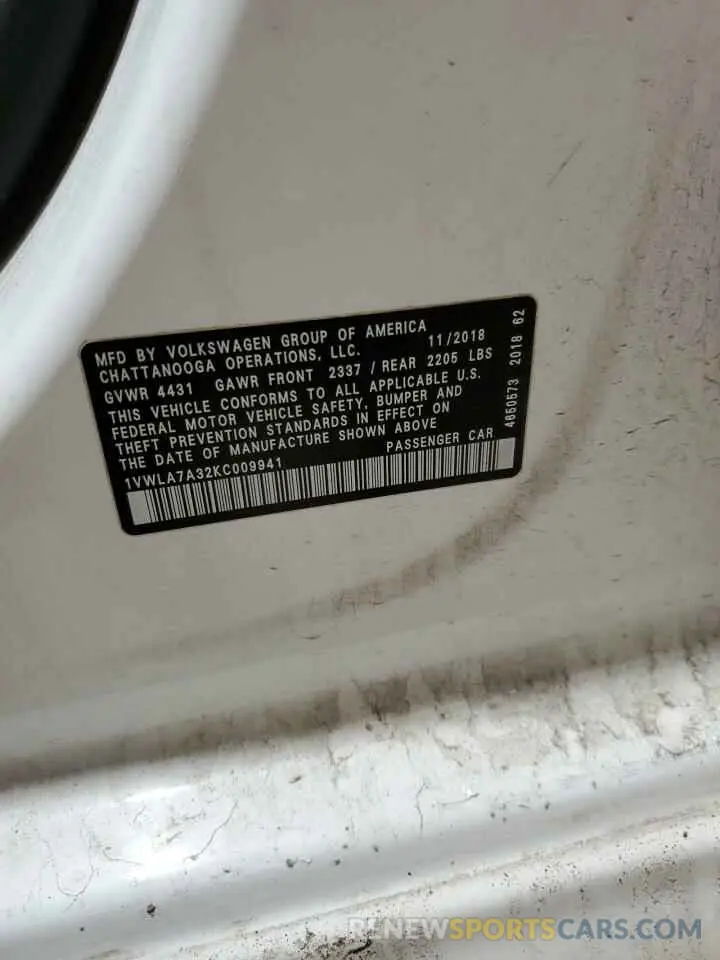 MFD BY VOLKSWAGEN GROUP OF AMERICA
CHATTANOOGA OPERATIONS, LLC. 11/2018
GVWR 4431 GAWR FRONT 2337 / REAR 2205 LBS
THIS VEHICLE CONFORMS TO ALL APPLICABLE U.S.
FEDERAL MOTOR VEHICLE SAFETY, BUMPER AND
THEFT PREVENTION STANDARDS IN EFFECT ON
THE DATE OF MANUFACTURE SHOWN ABOVE
PASSENGER CAR
1VWLA7A32KC009941
4650573 2018 62
RENEWSPORTSCARS.COM